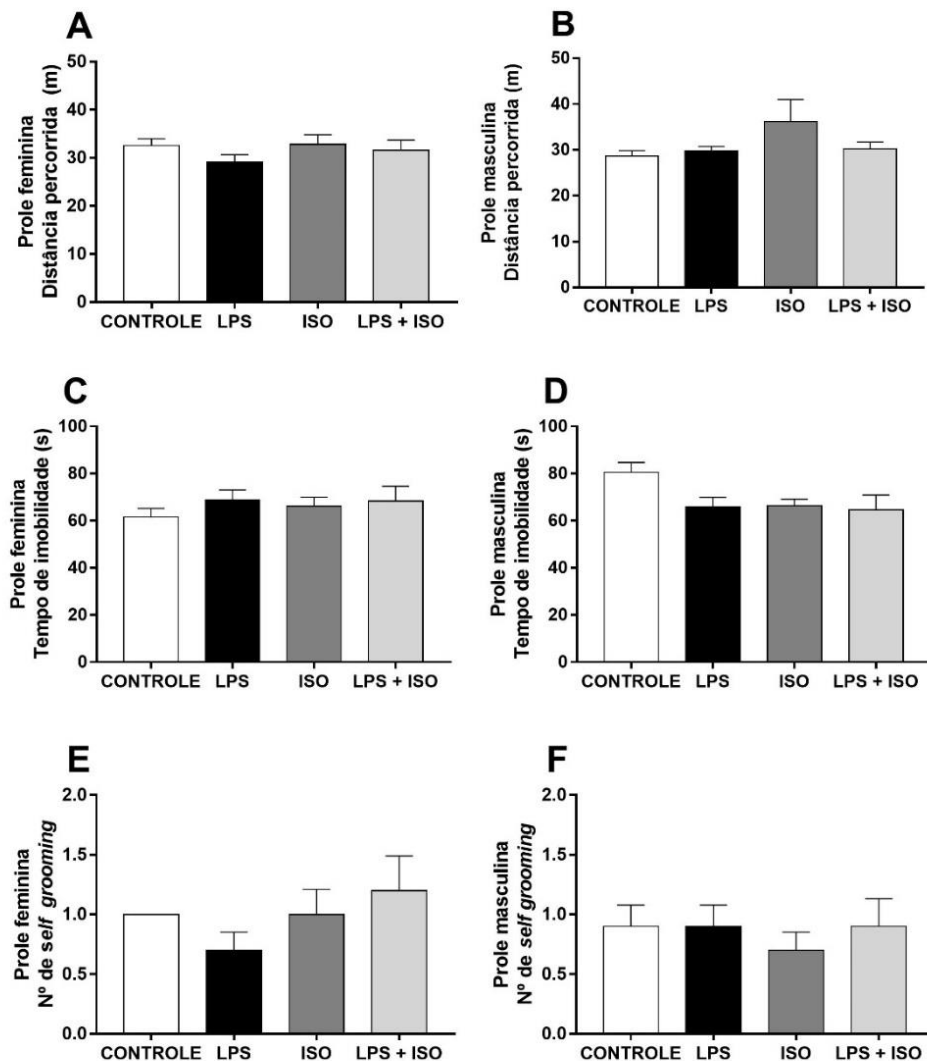 A
Prole feminina
Distância percorrida (m)
50
40
30
20
10
0
CONTROLE LPS ISO LPS + ISO
B
Prole masculina
Distância percorrida (m)
50
40
30
20
10
0
CONTROLE LPS ISO LPS + ISO
C
Prole feminina
Tempo de imobilidade (s)
100
80
60
40
20
0
CONTROLE LPS ISO LPS + ISO
D
Prole masculina
Tempo de imobilidade (s)
100
80
60
40
20
0
CONTROLE LPS ISO LPS + ISO
E
Prole feminina
Nº de self grooming
2.0
1.5
1.0
0.5
0.0
CONTROLE LPS ISO LPS + ISO
F
Prole masculina
Nº de self grooming
2.0
1.5
1.0
0.5
0.0
CONTROLE LPS ISO LPS + ISO